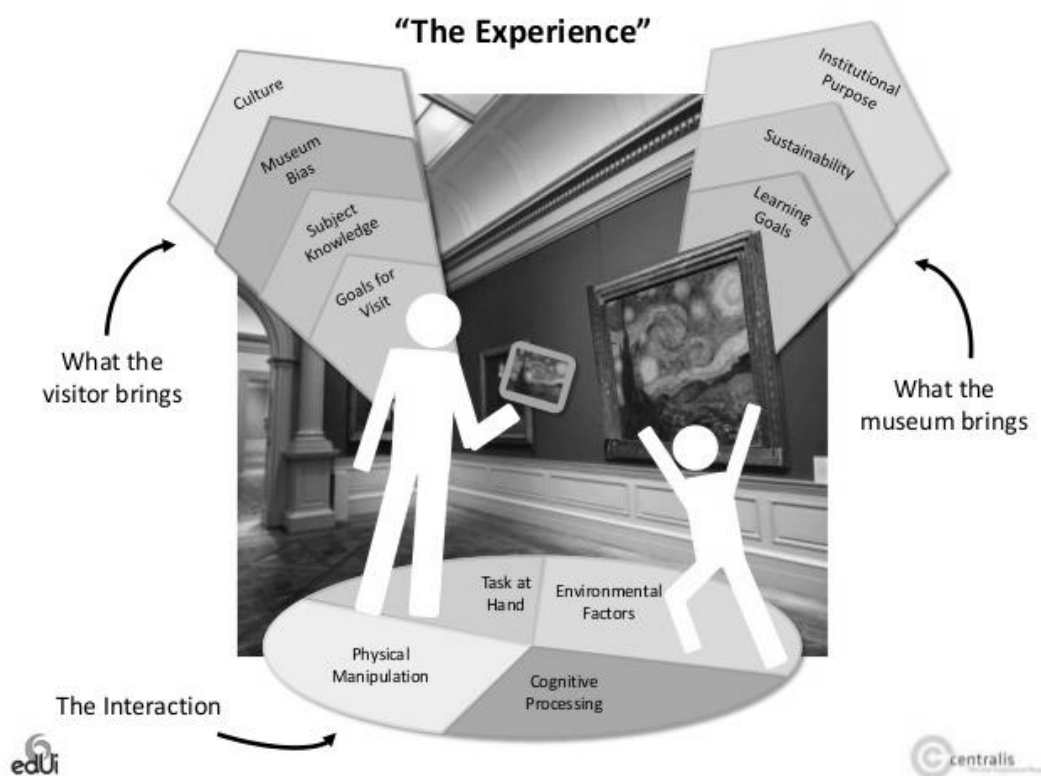 “The Experience”
Culture
Museum
Bias
Subject
Knowledge
Goals for
Visit
Institutional
Purpose
Sustainability
Learning
Goals
What the
visitor brings
What the
museum brings
Task at
Hand
Environmental
Factors
Physical
Manipulation
Cognitive
Processing
The Interaction
edUi
centralis